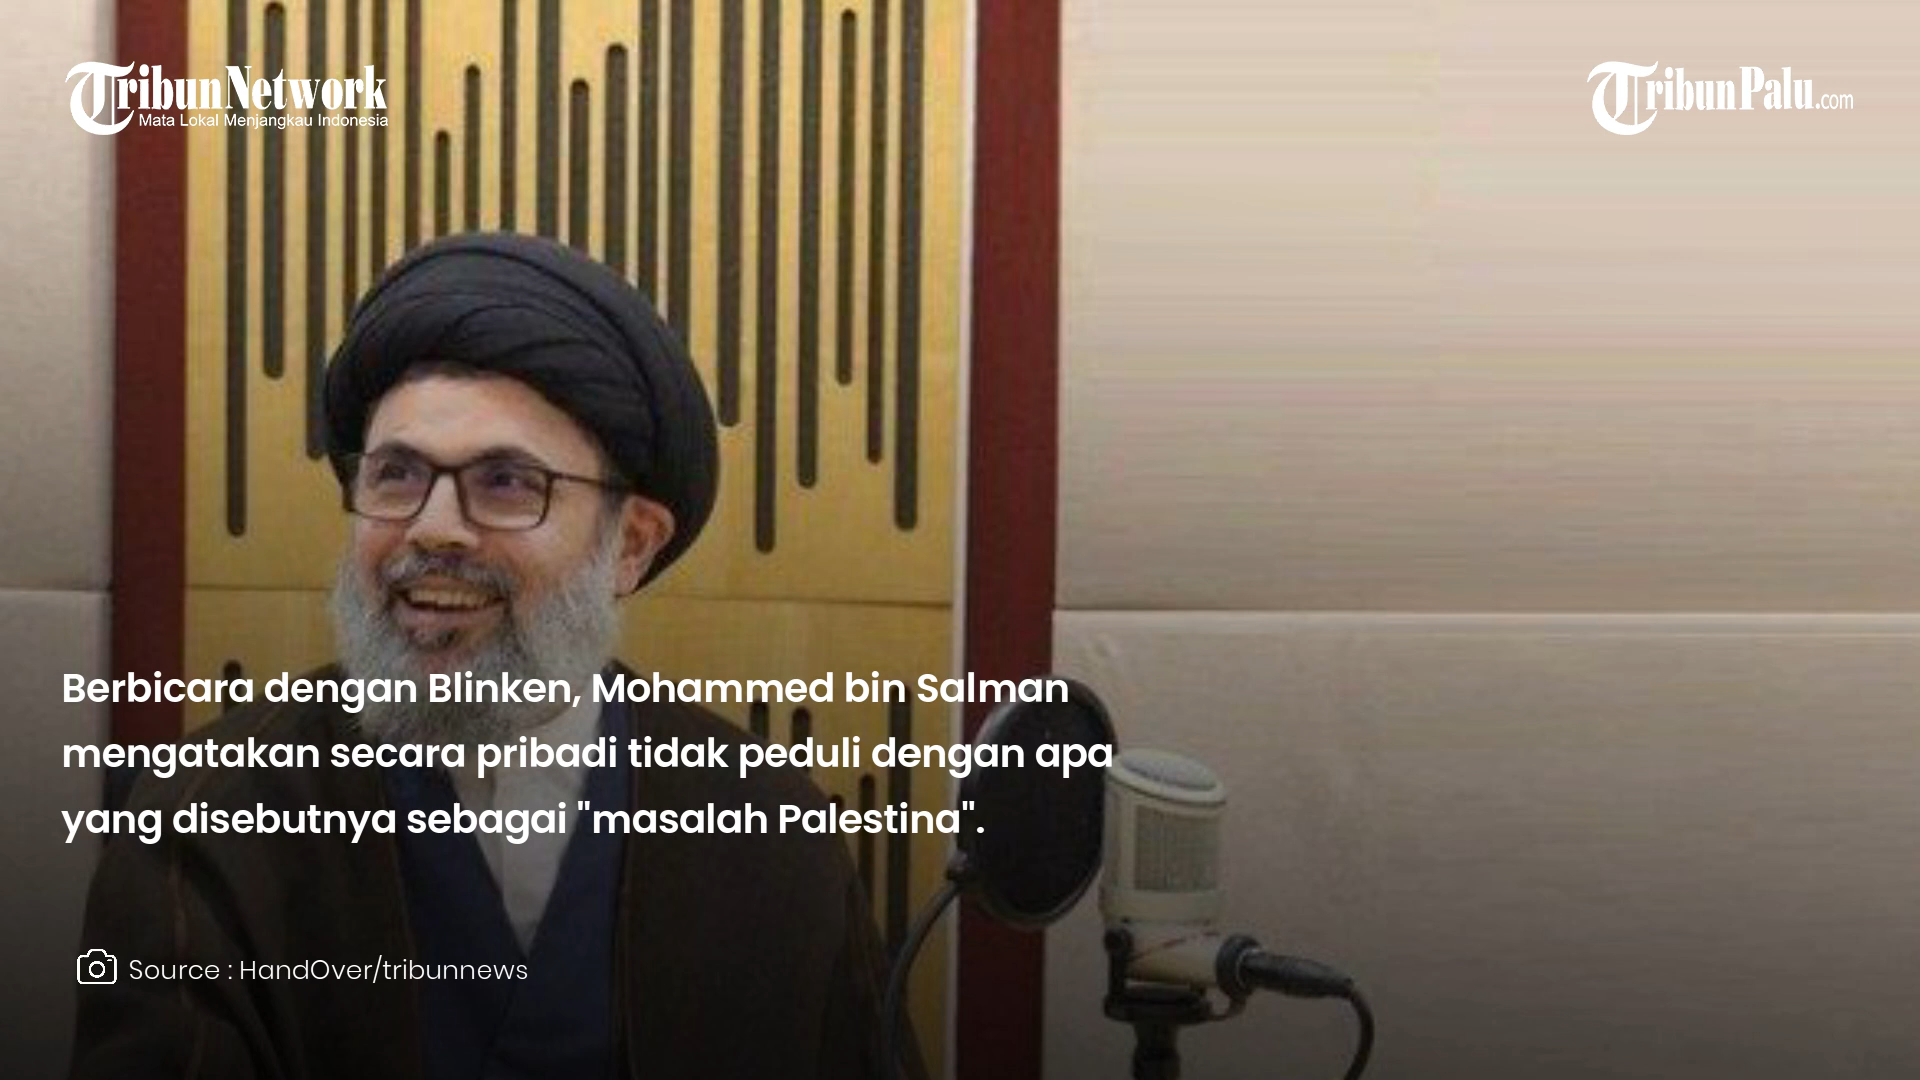 TribunNetwork
Mata Lokal Menjangkau Indonesia
TribunPalu.com
Berbicara dengan Blinken, Mohammed bin Salman
mengatakan secara pribadi tidak peduli dengan apa
yang disebutnya sebagai "masalah Palestina".
Source : HandOver/tribunnews